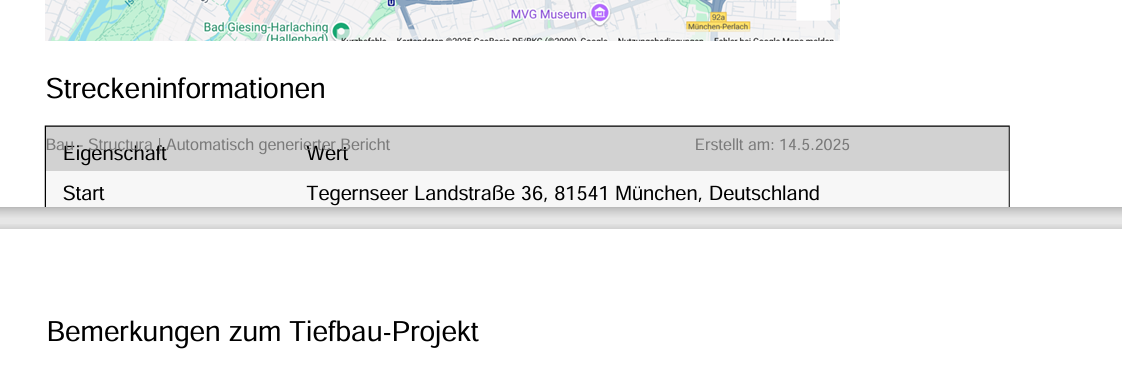 MVG Museum
92a
München-Perlach
Bad Giesing-Harlaching
(Hallenbad)
Kurzbefehle Kartendaten ©2025 GeoBasis-DE/BKG (©2009), Google Nutzungsbedingungen Fehler bei Google Maps melden
Streckeninformationen
Bau - Structura | Automatisch generierter Bericht Erstellt am: 14.5.2025
Eigenschaft Wert
Start Tegernseer Landstraße 36, 81541 München, Deutschland
Bemerkungen zum Tiefbau-Projekt